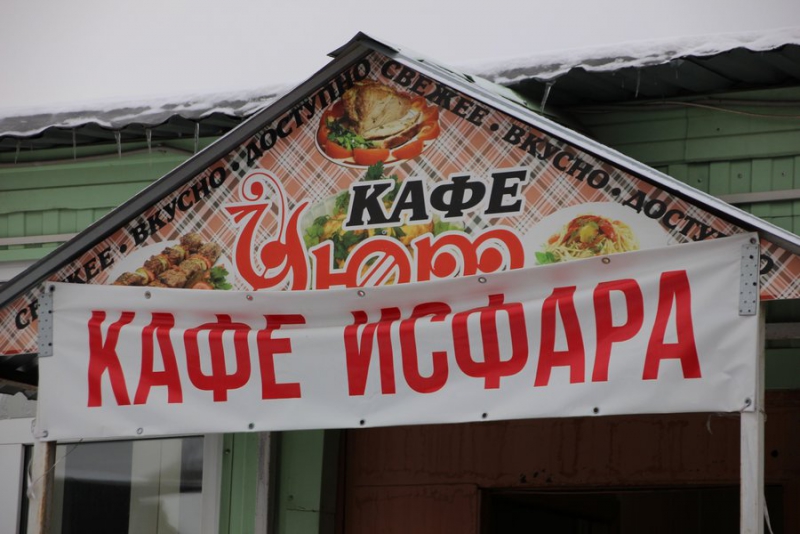 СВЕЖЕЕ • ВКУСНО • ДОСТУПНО
СВЕЖЕЕ • ВКУСНО • ДОСТУПНО
КАФЕ
Уют
КАФЕ ИСФАРА